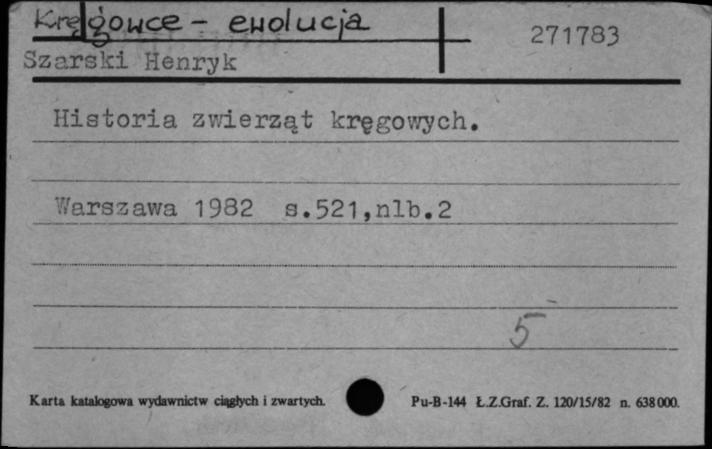 Kręgowce - ewolucja
271783
Szarski Henryk
Historia zwierząt kręgowych.
Warszawa 1982 s.521,nlb.2
5
Karta katalogowa wydawnictw ciągłych i zwartych. Pu-B-144 Ł.Z.Graf. Z. 120/15/82 n. 638000.